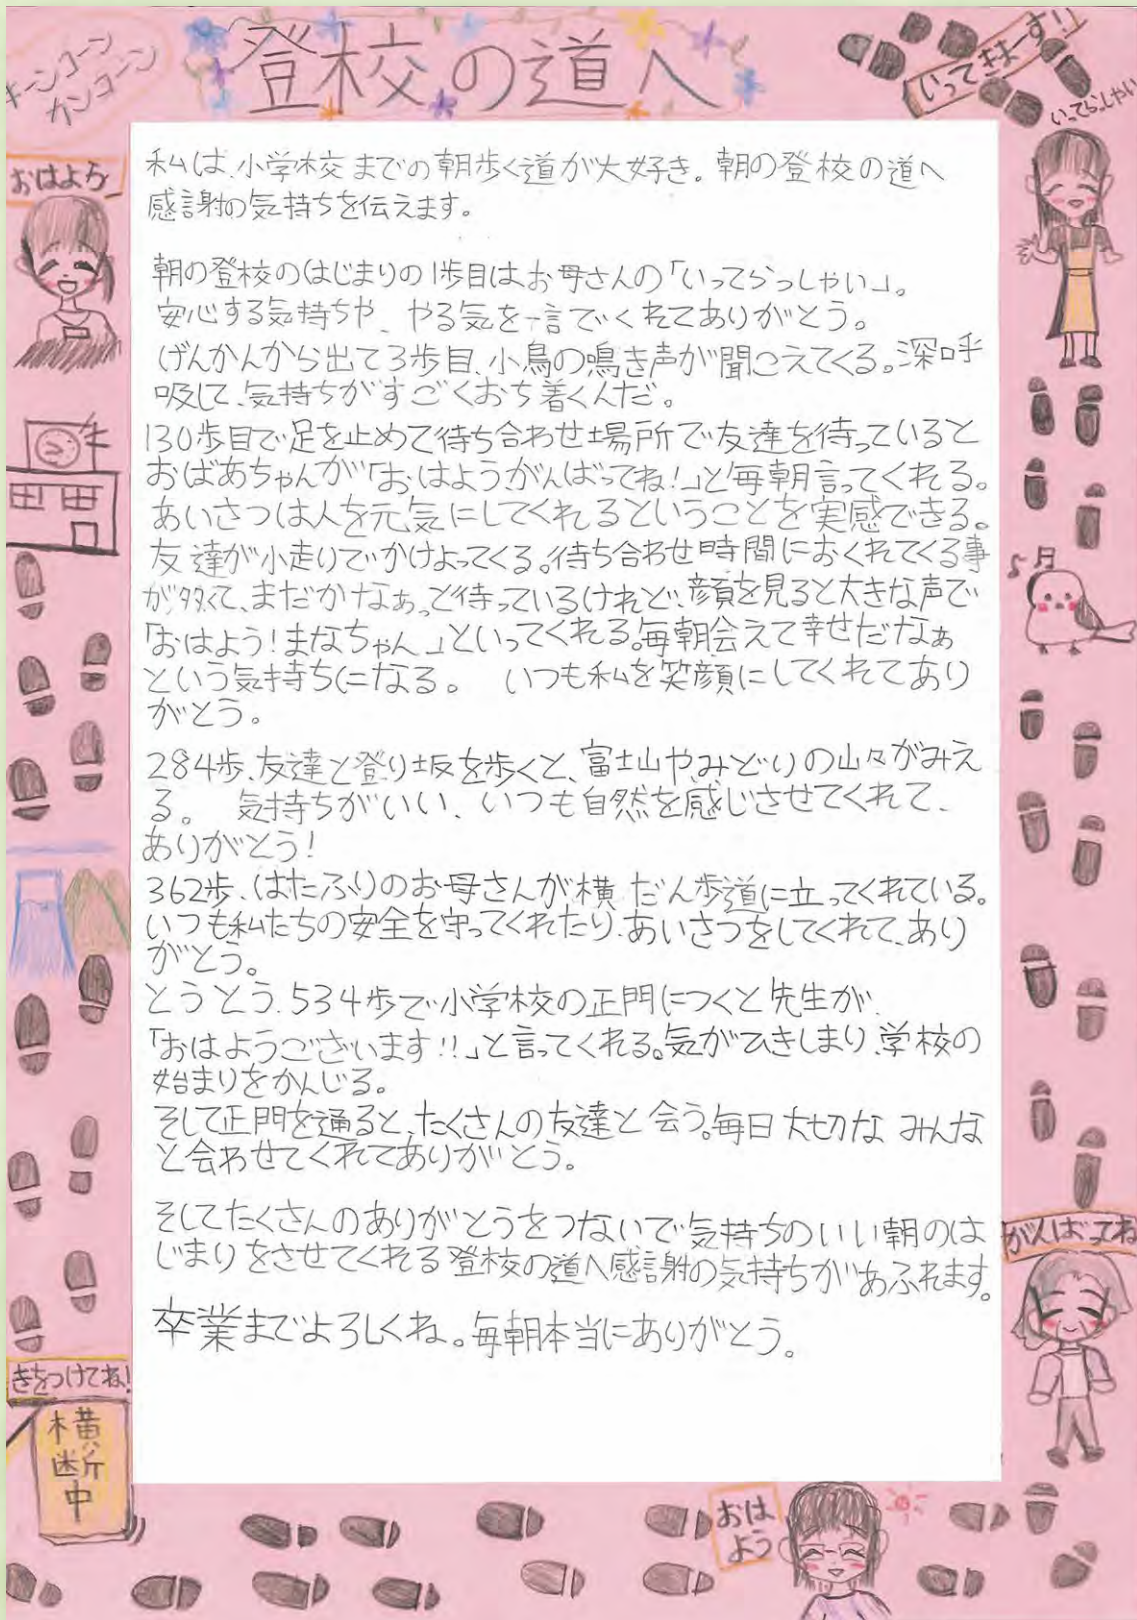 キーンコーン
カンコーン
登校の道へ
いってきまーす!!
いってらっしゃい
おはよう
私は、小学校までの朝歩く道が大好き。朝の登校の道へ
感謝の気持ちを伝えます。
朝の登校のはじまりの1歩目はお母さんの「いってらっしゃい」。
安心する気持ちや、やる気を一言でくれてありがとう。
げんかんから出て3歩目、小鳥の鳴き声が聞こえてくる。深呼
吸して、気持ちがすごくおち着くんだ。
130歩目で足を止めて待ち合わせ場所で友達を待っていると
おばあちゃんが「おはよう、がんばってね!」と毎朝言ってくれる。
あいさつは人を元気にしてくれるということを実感できる。
友達が小走りでかけよってくる。待ち合わせ時間におくれてくる事
が多くて、まだかなぁっと待っているけれど、顔を見ると大きな声で
「おはよう!まなちゃん」といってくれる。毎朝会えて幸せだなぁ
という気持ちになる。 いつも私を笑顔にしてくれてあり
がとう。
284歩、友達と登り坂を歩くと、富士山やみどりの山々がみえ
る。 気持ちがいい、いつも自然を感じさせてくれて、
ありがとう!
362歩、はたふりのお母さんが横だん歩道に立ってくれている。
いつも私たちの安全を守ってくれたり、あいさつをしてくれて、あり
がとう。
とうとう、534歩で小学校の正門につくと先生が、
「おはようございます!!」と言ってくれる。気がひきしまり、学校の
始まりをかんじる。
そして正門を通ると、たくさんの友達と会う。毎日大切なみんな
と会わせてくれてありがとう。
そしてたくさんのありがとうをつないで気持ちのいい朝のは
じまりをさせてくれる登校の道へ感謝の気持ちがあふれます。
卒業までよろしくね。毎朝本当にありがとう。
がんばってね
きをつけてね!
横断中
おは
よう